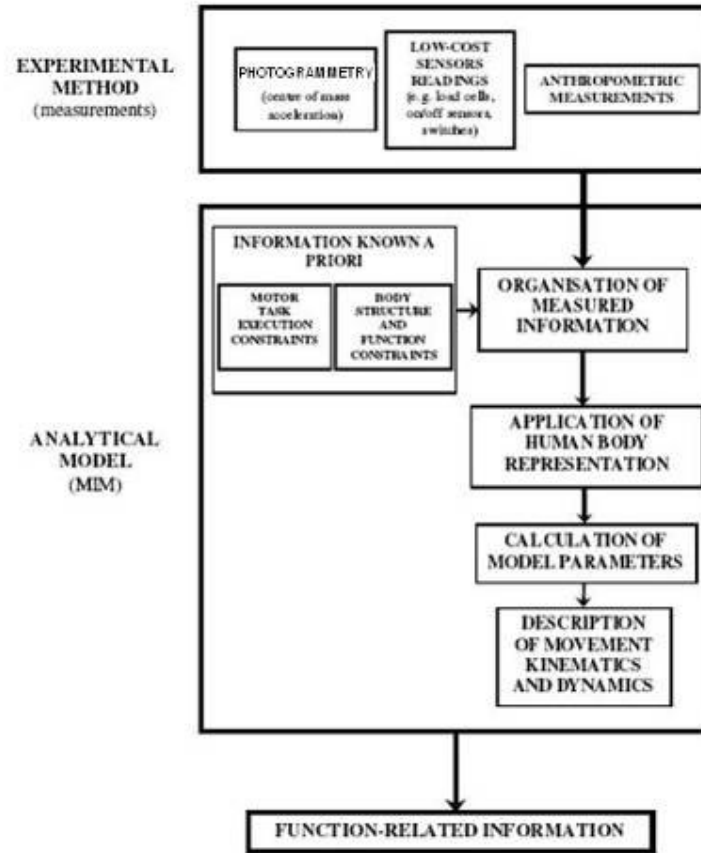 EXPERIMENTAL
METHOD
(measurements)
PHOTOGRAMMETRY
(centre of mass
acceleration)
LOW-COST
SENSORS
READINGS
(e.g. load cells,
on/off sensors,
switches)
ANTHROPOMETRIC
MEASUREMENTS
ANALYTICAL
MODEL
(MIM)
INFORMATION KNOWN A
PRIORI
MOTOR
TASK
EXECUTION
CONSTRAINTS
BODY
STRUCTURE
AND
FUNCTION
CONSTRAINTS
ORGANISATION OF
MEASURED
INFORMATION
APPLICATION OF
HUMAN BODY
REPRESENTATION
CALCULATION OF
MODEL PARAMETERS
DESCRIPTION
OF MOVEMENT
KINEMATICS
AND DYNAMICS
FUNCTION-RELATED INFORMATION